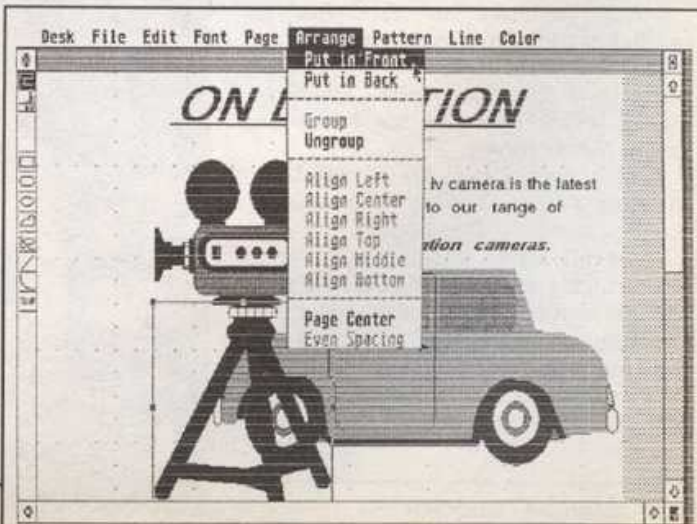 Desk File Edit Font Page Arrange Pattern Line Color
Put in Front
Put in Back
Group
Ungroup
Align Left
Align Center
Align Right
Align Top
Align Middle
Align Bottom
Page Center
Even Spacing
ON TION
camera is the latest
to our range of
cameras.